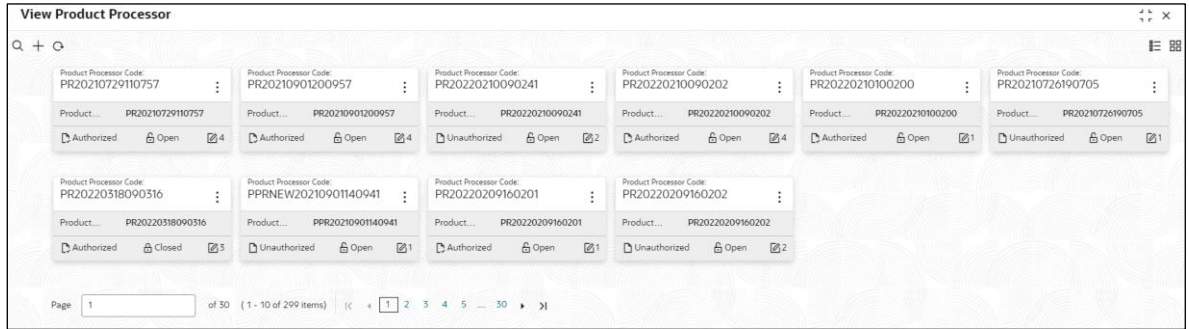 View Product Processor
Product Processor Code: Product Processor Code: Product Processor Code: Product Processor Code: Product Processor Code: Product Processor Code:
PR20210729110757 PR20210901200957 PR20220210090241 PR20220210090202 PR20220210100200 PR20210726190705
Product... PR20210729110757 Product... PR20210901200957 Product... PR20220210090241 Product... PR20220210090202 Product... PR20220210100200 Product... PR20210726190705
Authorized Open 4 Authorized Open 4 Unauthorized Open 2 Authorized Open 4 Authorized Open 1 Unauthorized Open 1
Product Processor Code: Product Processor Code: Product Processor Code: Product Processor Code:
PR20220318090316 PPRNEW20210901140941 PR20220209160201 PR20220209160202
Product... PR20220318090316 Product... PPR20210901140941 Product... PR20220209160201 Product... PR20220209160202
Authorized Closed 3 Unauthorized Open 1 Authorized Open 1 Unauthorized Open 2
Page 1 of 30 (1 - 10 of 299 items) 1 2 3 4 5 ... 30